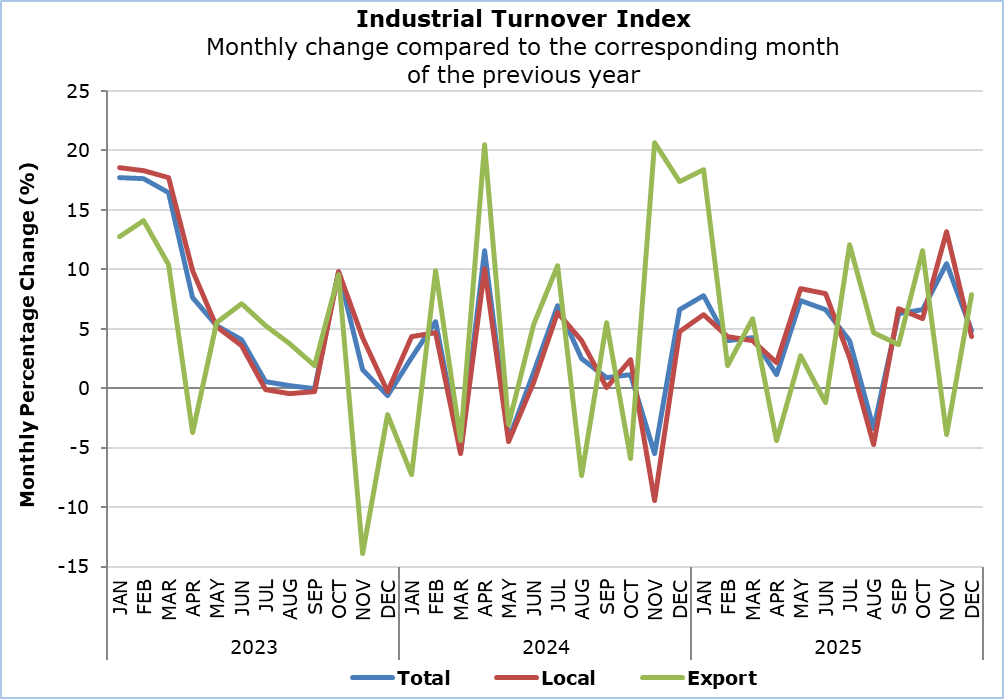 Industrial Turnover Index
Monthly change compared to the corresponding month
of the previous year
Monthly Percentage Change (%)
25
20
15
10
5
0
-5
-10
-15
JAN FEB MAR APR MAY JUN JUL AUG SEP OCT NOV DEC JAN FEB MAR APR MAY JUN JUL AUG SEP OCT NOV DEC JAN FEB MAR APR MAY JUN JUL AUG SEP OCT NOV DEC
2023 2024 2025
Total Local Export